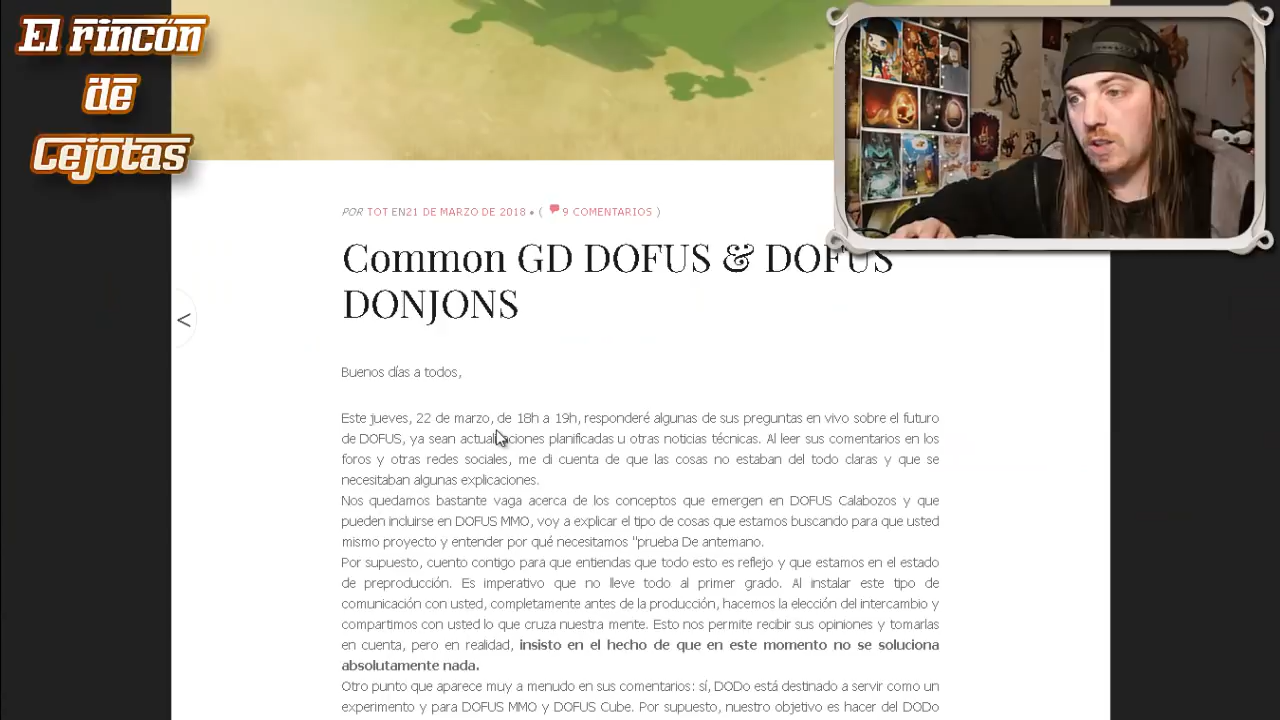 El rincón
de
Cejotas
POR TOT EN21 DE MARZO DE 2018 • ( 9 COMENTARIOS )
Common GD DOFUS & DOFUS
DONJONS
<
Buenos días a todos,
Este jueves, 22 de marzo, de 18h a 19h, responderé algunas de sus preguntas en vivo sobre el futuro
de DOFUS, ya sean actualizaciones planificadas u otras noticias técnicas. Al leer sus comentarios en los
foros y otras redes sociales, me di cuenta de que las cosas no estaban del todo claras y que se
necesitaban algunas explicaciones.
Nos quedamos bastante vaga acerca de los conceptos que emergen en DOFUS Calabozos y que
pueden incluirse en DOFUS MMO, voy a explicar el tipo de cosas que estamos buscando para que usted
mismo proyecto y entender por qué necesitamos "prueba De antemano.
Por supuesto, cuento contigo para que entiendas que todo esto es reflejo y que estamos en el estado
de preproducción. Es imperativo que no lleve todo al primer grado. Al instalar este tipo de
comunicación con usted, completamente antes de la producción, hacemos la elección del intercambio y
compartimos con usted lo que cruza nuestra mente. Esto nos permite recibir sus opiniones y tomarlas
en cuenta, pero en realidad, insisto en el hecho de que en este momento no se soluciona
absolutamente nada.
Otro punto que aparece muy a menudo en sus comentarios: sí, DODo está destinado a servir como un
experimento y para DOFUS MMO y DOFUS Cube. Por supuesto, nuestro objetivo es hacer del DODo